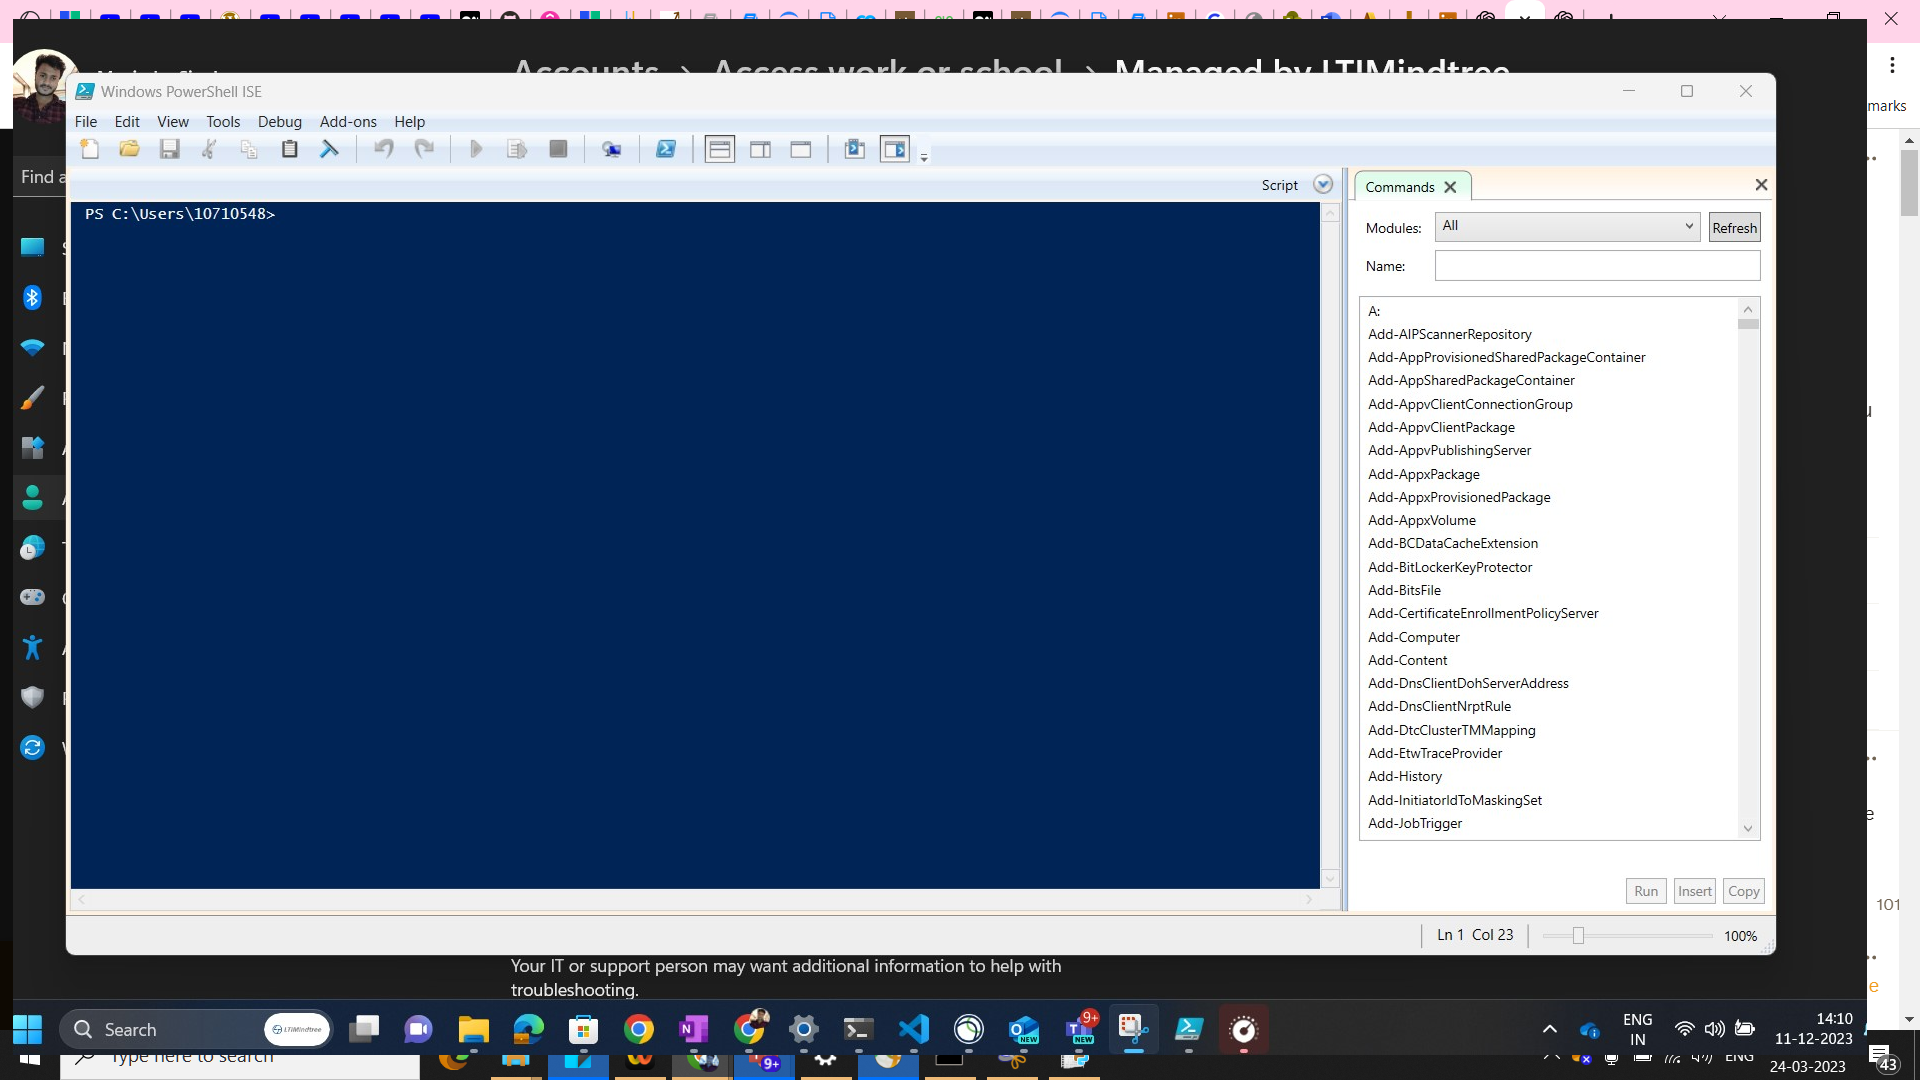 Accounts > Access work or school > Managed by LTIMindtree
Windows PowerShell ISE
marks
File Edit View Tools Debug Add-ons Help
Find a
Script
Commands
PS C:\Users\10710548>
Modules: All Refresh
Name:
A:
Add-AIPScannerRepository
Add-AppProvisionedSharedPackageContainer
Add-AppSharedPackageContainer
Add-AppvClientConnectionGroup
Add-AppvClientPackage
Add-AppvPublishingServer
Add-AppxPackage
Add-AppxProvisionedPackage
Add-AppxVolume
Add-BCDataCacheExtension
Add-BitLockerKeyProtector
Add-BitsFile
Add-CertificateEnrollmentPolicyServer
Add-Computer
Add-Content
Add-DnsClientDohServerAddress
Add-DnsClientNrptRule
Add-DtcClusterTMMapping
Add-EtwTraceProvider
Add-History
Add-InitiatorIdToMaskingSet
Add-JobTrigger
Run Insert Copy
101
Ln 1 Col 23
100%
Your IT or support person may want additional information to help with
troubleshooting.
Search
LTIMindtree
NEW
9+
NEW
ENG
IN
14:10
11-12-2023
Type here to search
9+
ENG
24-03-2023
43